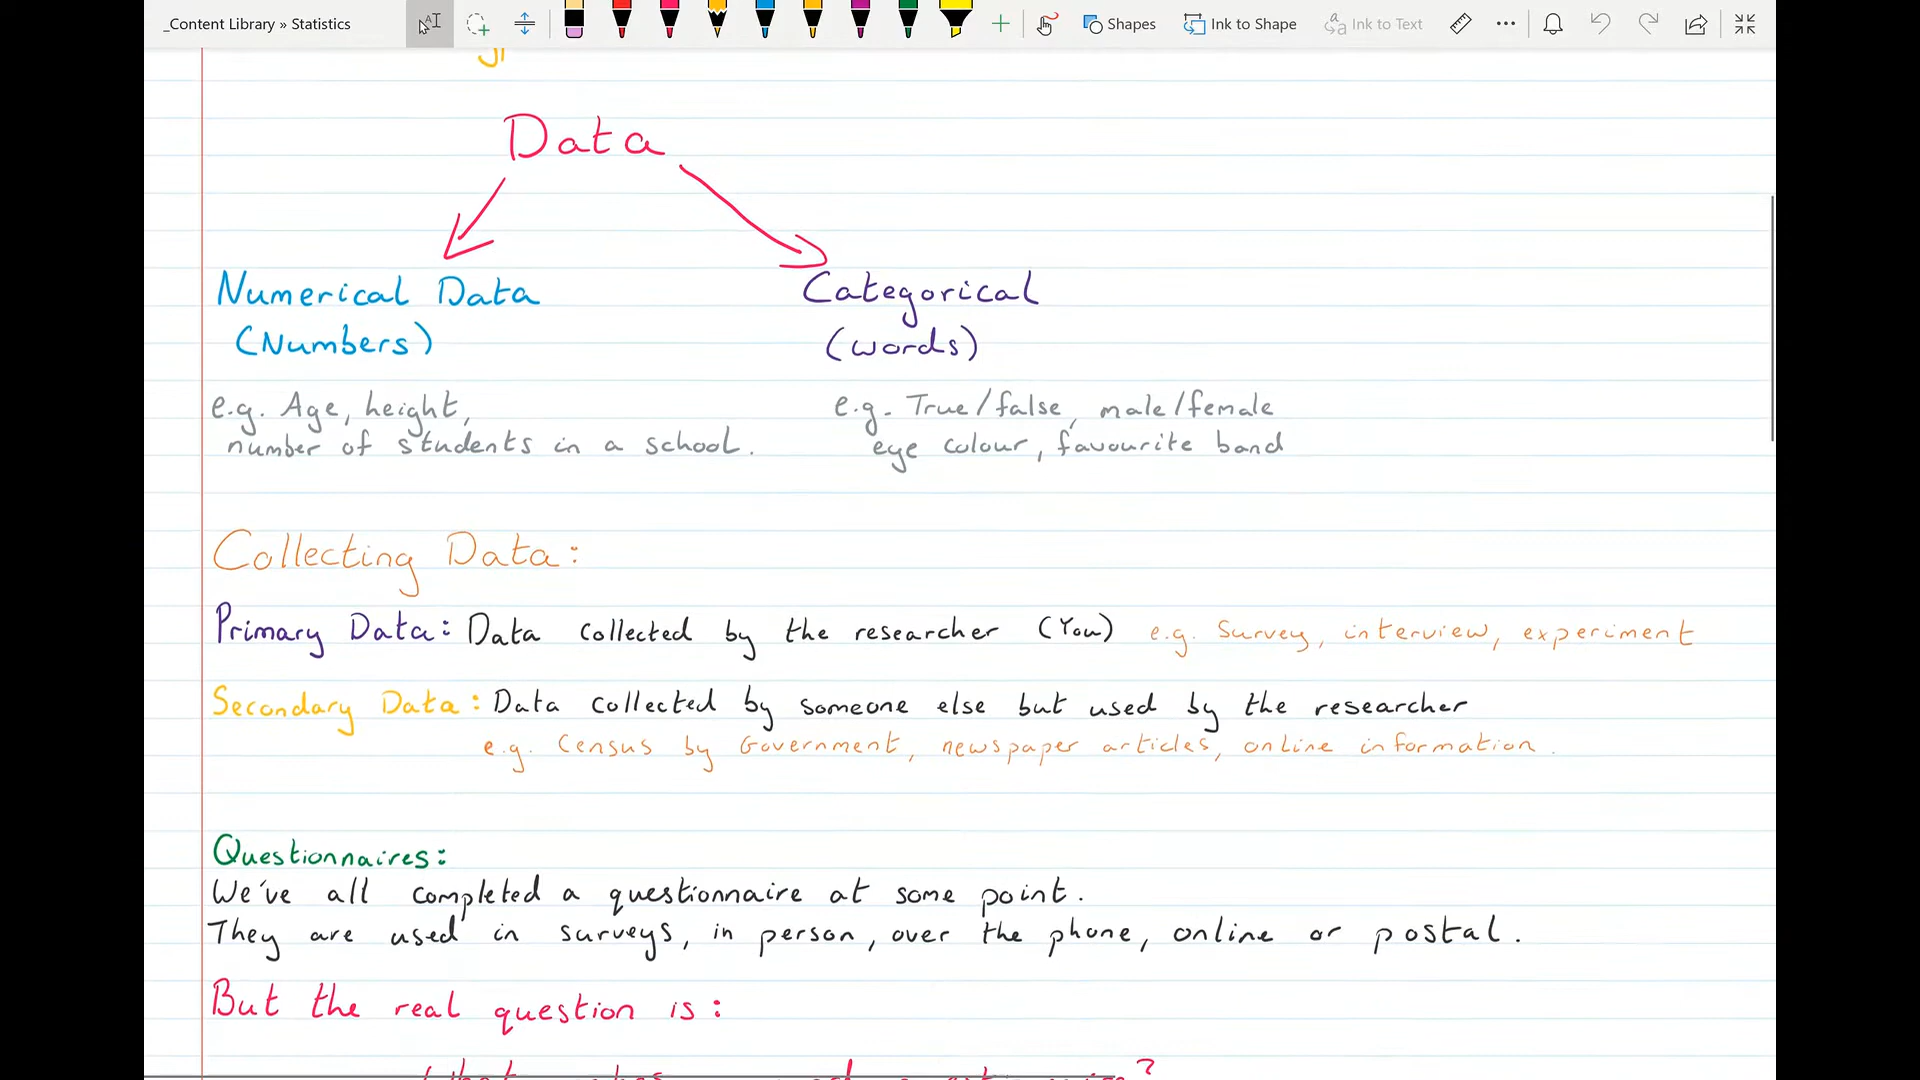 _Content Library » Statistics
Shapes
Ink to Shape
Ink to Text
Data
Numerical Data
Categorical
(Numbers)
(words)
e.g. Age, height,
e.g. True/false, male/female
number of students in a school.
eye colour, favourite band
Collecting Data:
Primary Data: Data collected by the researcher (You) e.g. Survey, interview, experiment
Secondary Data: Data collected by someone else but used by the researcher
e.g. Census by Government, newspaper articles, online information.
Questionnaires:
We've all completed a questionnaire at some point.
They are used in surveys, in person, over the phone, online or postal.
But the real question is: